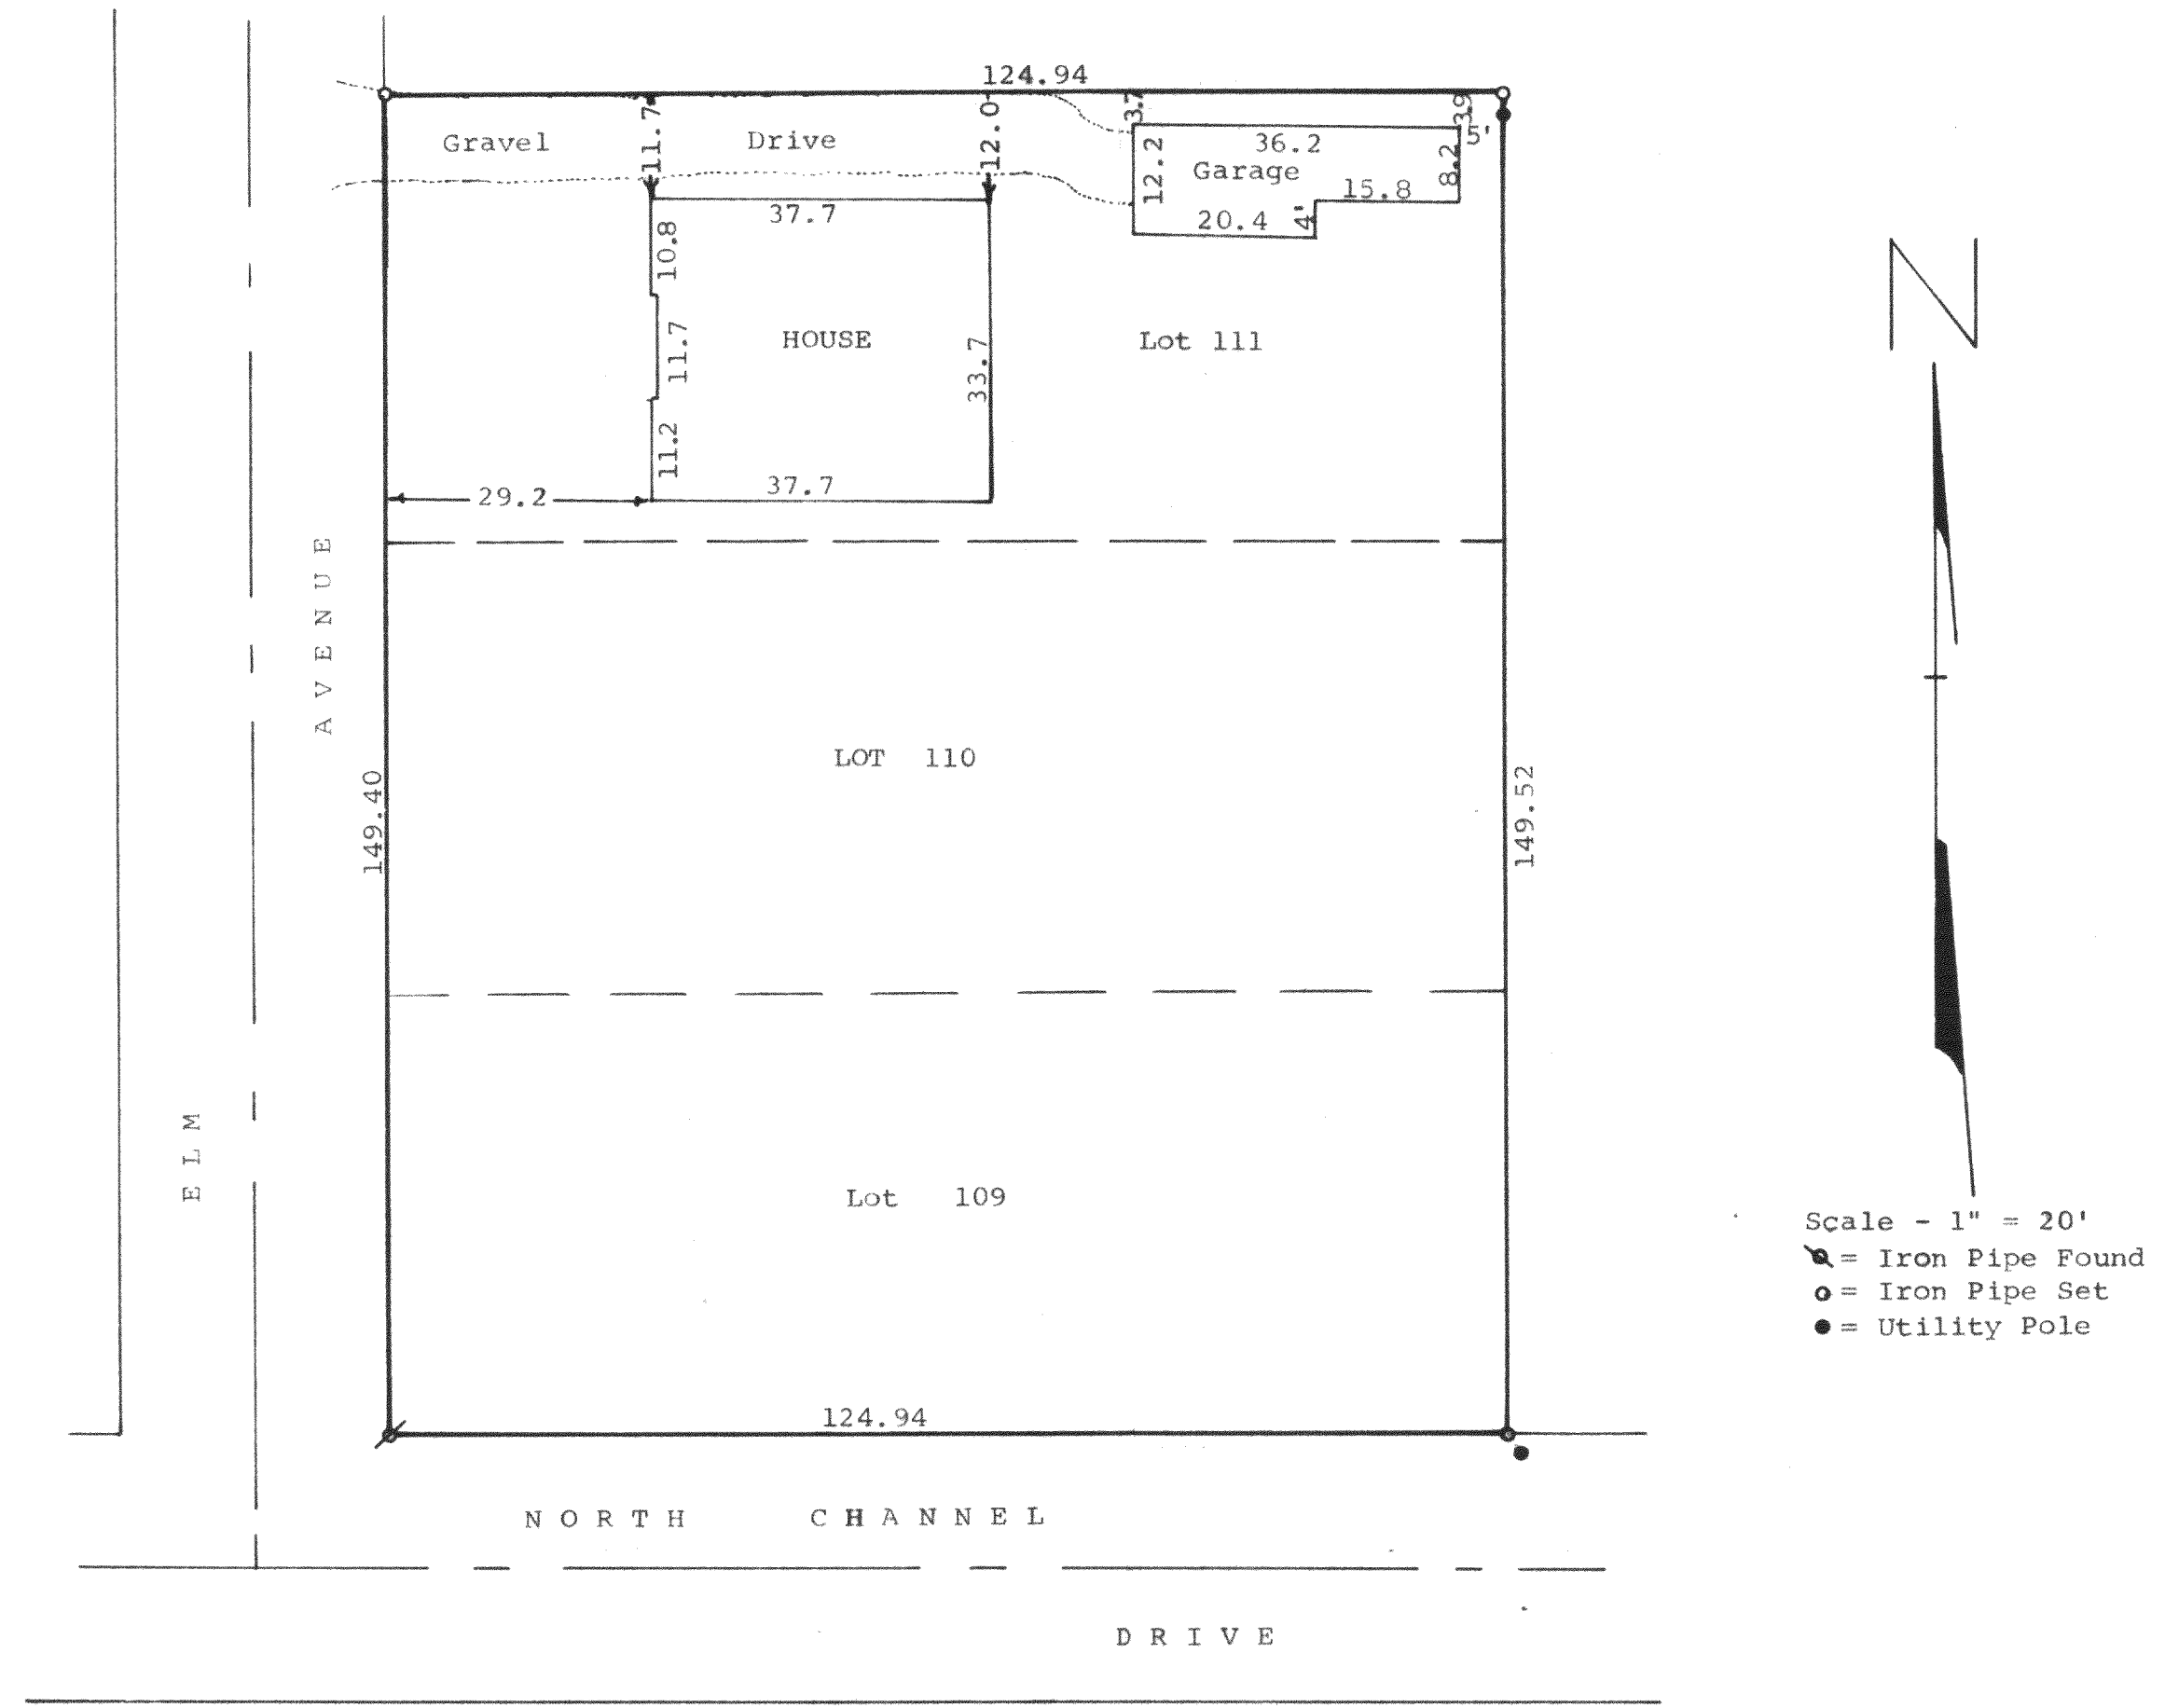 124.94
Gravel Drive
11.7
12.0
3.7
3.9
5'
36.2
Garage
12.2
8.2
15.8
20.4
4'
37.7
10.8
11.7
11.2
HOUSE
33.7
Lot 111
29.2
37.7
N
ELM AVENUE
149.40
LOT 110
149.52
Lot 109
124.94
Scale - 1" = 20'
= Iron Pipe Found
= Iron Pipe Set
= Utility Pole
NORTH CHANNEL
DRIVE